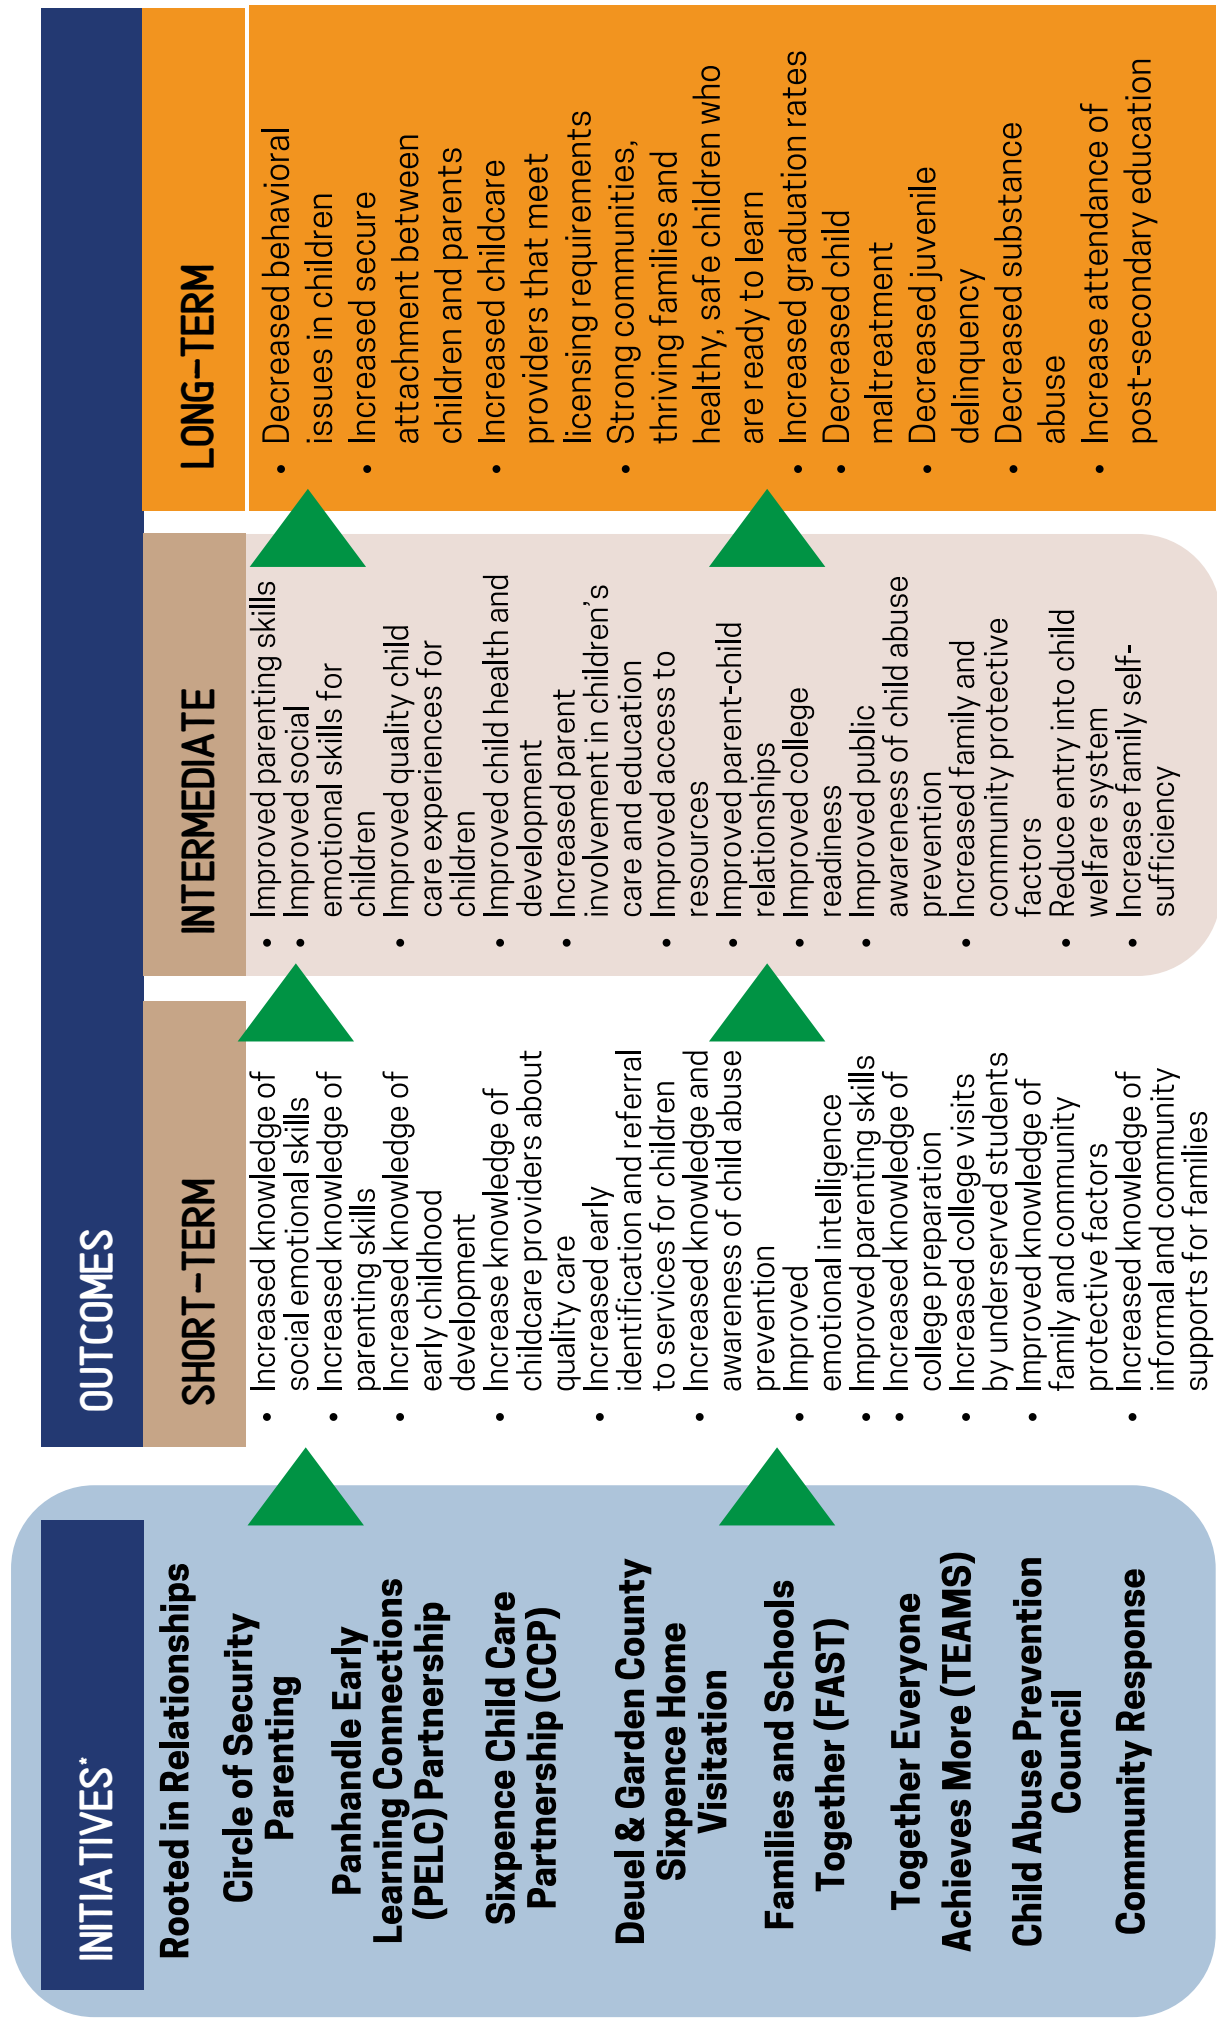 INITIATIVES*
Rooted in Relationships
Circle of Security
Parenting
Panhandle Early
Learning Connections
(PELC) Partnership
Sixpence Child Care
Partnership (CCP)
Deuel & Garden County
Sixpence Home
Visitation
Families and Schools
Together (FAST)
Together Everyone
Achieves More (TEAMS)
Child Abuse Prevention
Council
Community Response
OUTCOMES
SHORT-TERM
• Increased knowledge of
social emotional skills
• Increased knowledge of
parenting skills
• Increased knowledge of
early childhood
development
• Increase knowledge of
childcare providers about
quality care
• Increased early
identification and referral
to services for children
• Increased knowledge and
awareness of child abuse
prevention
• Improved
emotional intelligence
• Improved parenting skills
• Increased knowledge of
college preparation
• Increased college visits
by underserved students
• Improved knowledge of
family and community
protective factors
• Increased knowledge of
informal and community
supports for families
INTERMEDIATE
• Improved parenting skills
• Improved social
emotional skills for
children
• Improved quality child
care experiences for
children
• Improved child health and
development
• Increased parent
involvement in children’s
care and education
• Improved access to
resources
• Improved parent-child
relationships
• Improved college
readiness
• Improved public
awareness of child abuse
prevention
• Increased family and
community protective
factors
• Reduce entry into child
welfare system
• Increase family self-
sufficiency
LONG-TERM
• Decreased behavioral
issues in children
• Increased secure
attachment between
children and parents
• Increased childcare
providers that meet
licensing requirements
• Strong communities,
thriving families and
healthy, safe children who
are ready to learn
• Increased graduation rates
• Decreased child
maltreatment
• Decreased juvenile
delinquency
• Decreased substance
abuse
• Increase attendance of
post-secondary education